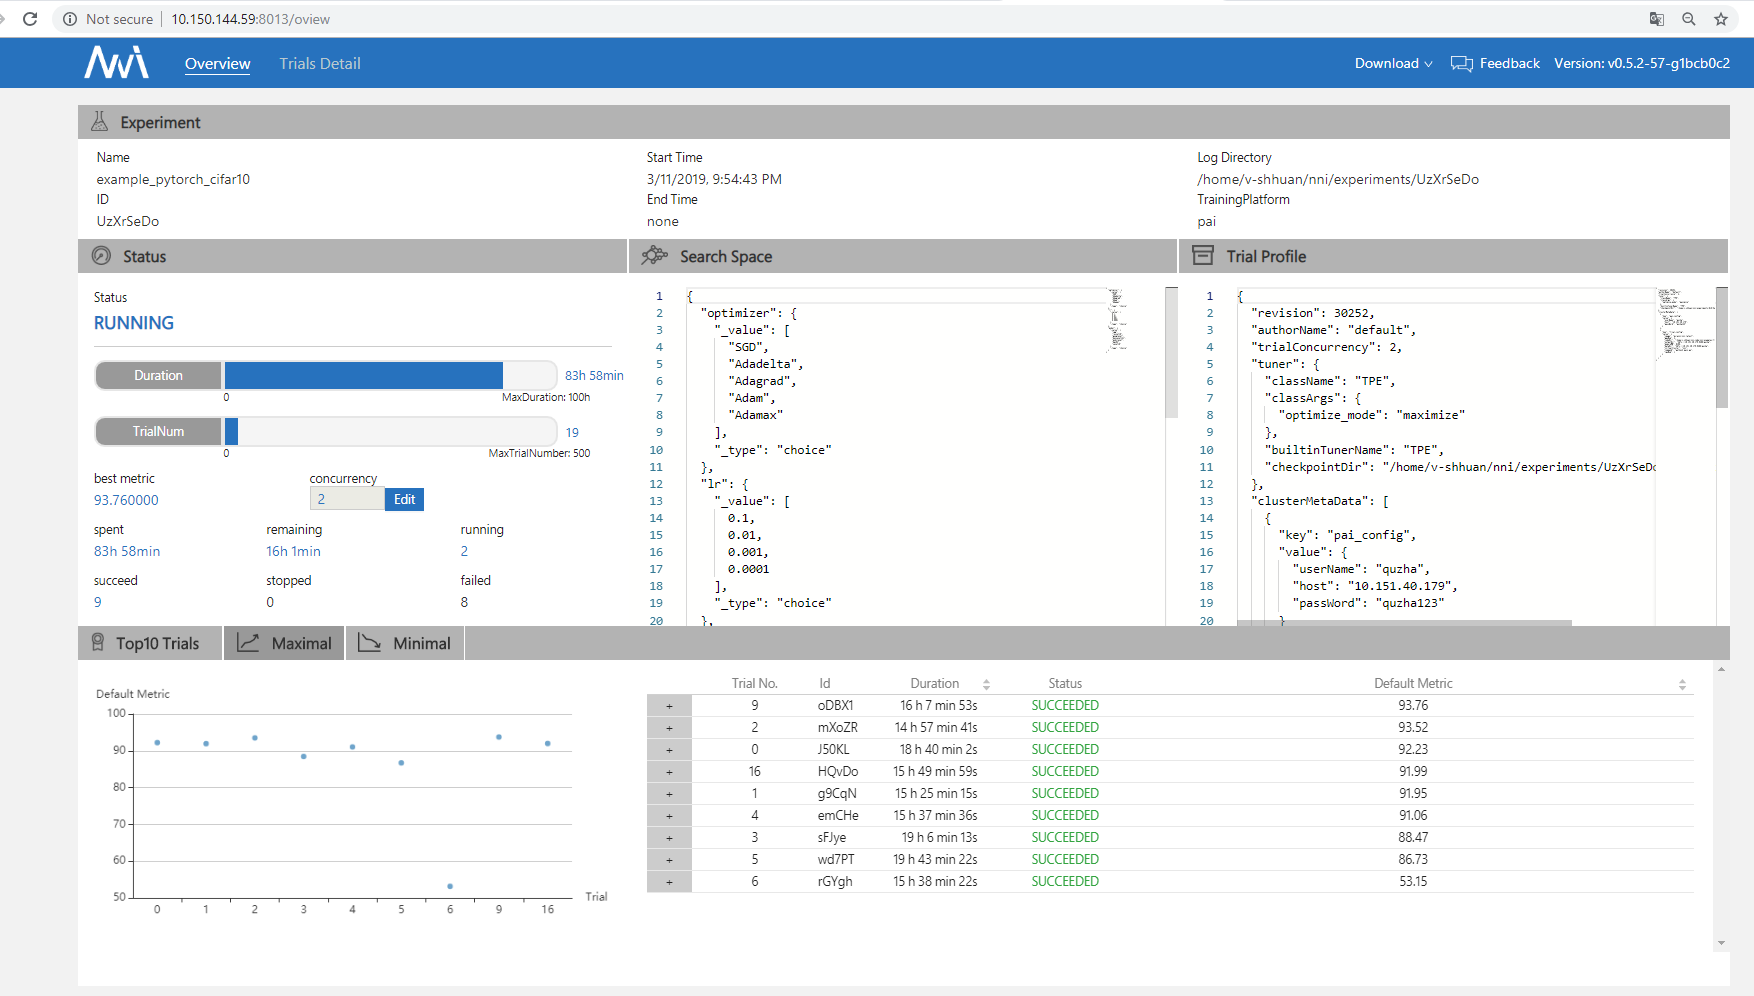 Not secure | 10.150.144.59:8013/oview
NNI Overview Trials Detail Download Feedback Version: v0.5.2-57-g1bcb0c2
Experiment
Name
example_pytorch_cifar10
ID
UzXrSeDo
Start Time
3/11/2019, 9:54:43 PM
End Time
none
Log Directory
/home/v-shhuan/nni/experiments/UzXrSeDo
TrainingPlatform
pai
Status
Status
RUNNING
Duration 83h 58min
0 MaxDuration: 100h
TrialNum 19
0 MaxTrialNumber: 500
best metric concurrency
93.760000 2 Edit
spent remaining running
83h 58min 16h 1min 2
succeed stopped failed
9 0 8
Search Space
1 {
2 "optimizer": {
3 "_value": [
4 "SGD",
5 "Adadelta",
6 "Adagrad",
7 "Adam",
8 "Adamax"
9 ],
10 "_type": "choice"
11 },
12 "lr": {
13 "_value": [
14 0.1,
15 0.01,
16 0.001,
17 0.0001
18 ],
19 "_type": "choice"
20 },
Trial Profile
1 {
2 "revision": 30252,
3 "authorName": "default",
4 "trialConcurrency": 2,
5 "tuner": {
6 "className": "TPE",
7 "classArgs": {
8 "optimize_mode": "maximize"
9 },
10 "builtinTunerName": "TPE",
11 "checkpointDir": "/home/v-shhuan/nni/experiments/UzXrSeDo
12 },
13 "clusterMetaData": [
14 {
15 "key": "pai_config",
16 "value": {
17 "userName": "quzha",
18 "host": "10.151.40.179",
19 "passWord": "quzha123"
20 }
Top10 Trials Maximal Minimal
Default Metric
100
90
80
70
60
50
0 1 2 3 4 5 6 9 16
Trial
Trial No. Id Duration Status Default Metric
+ 9 oDBX1 16 h 7 min 53s SUCCEEDED 93.76
+ 2 mXoZR 14 h 57 min 41s SUCCEEDED 93.52
+ 0 J50KL 18 h 40 min 2s SUCCEEDED 92.23
+ 16 HQvDo 15 h 49 min 59s SUCCEEDED 91.99
+ 1 g9CqN 15 h 25 min 15s SUCCEEDED 91.95
+ 4 emCHe 15 h 37 min 36s SUCCEEDED 91.06
+ 3 sFJye 19 h 6 min 13s SUCCEEDED 88.47
+ 5 wd7PT 19 h 43 min 22s SUCCEEDED 86.73
+ 6 rGYgh 15 h 38 min 22s SUCCEEDED 53.15